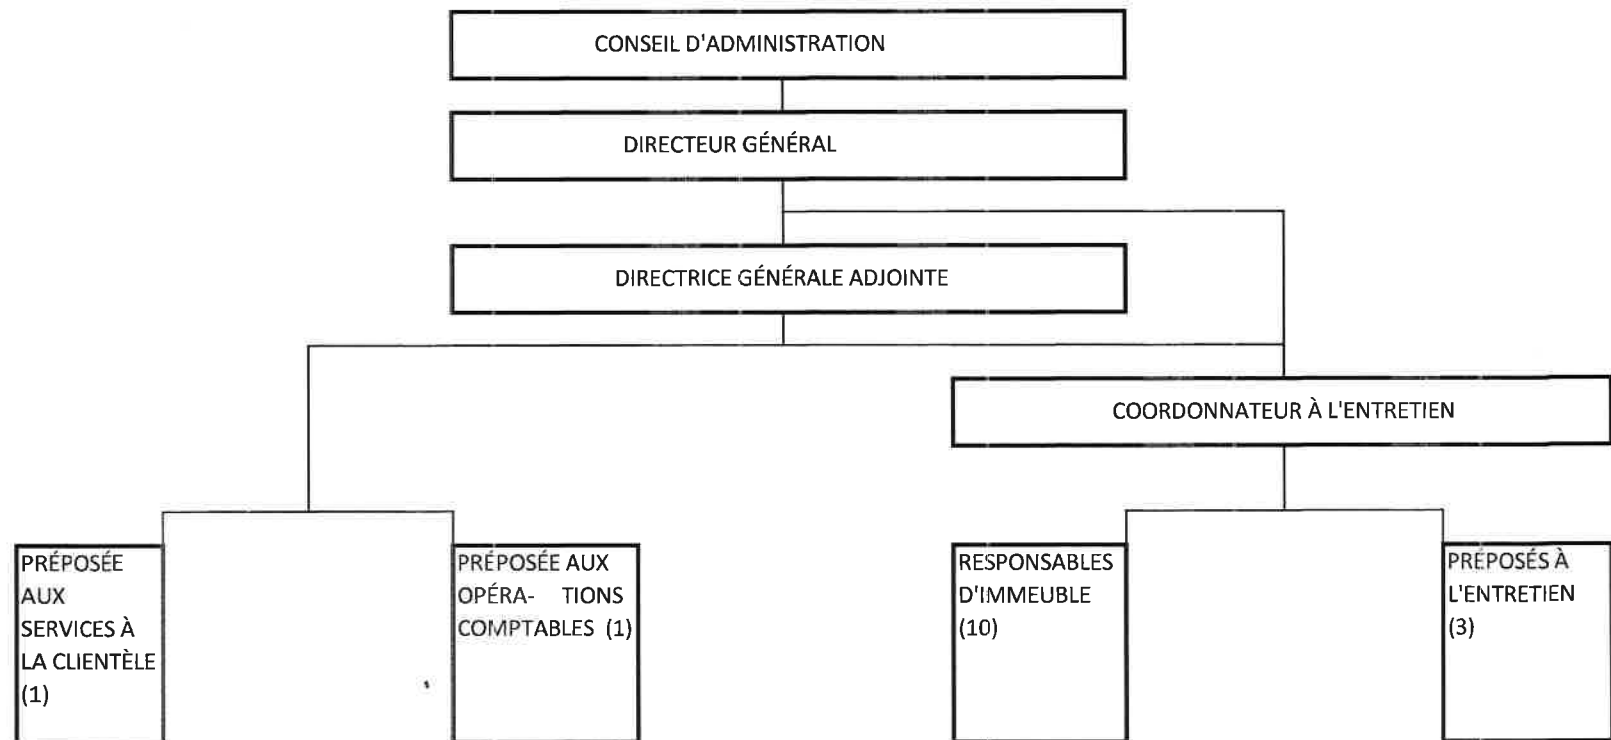 CONSEIL D'ADMINISTRATION
DIRECTEUR GÉNÉRAL
DIRECTRICE GÉNÉRALE ADJOINTE
COORDONNATEUR À L'ENTRETIEN
PRÉPOSÉE
AUX
SERVICES À
LA CLIENTÈLE
(1)
PRÉPOSÉE AUX
OPÉRA- TIONS
COMPTABLES (1)
RESPONSABLES
D'IMMEUBLE
(10)
PRÉPOSÉS À
L'ENTRETIEN
(3)